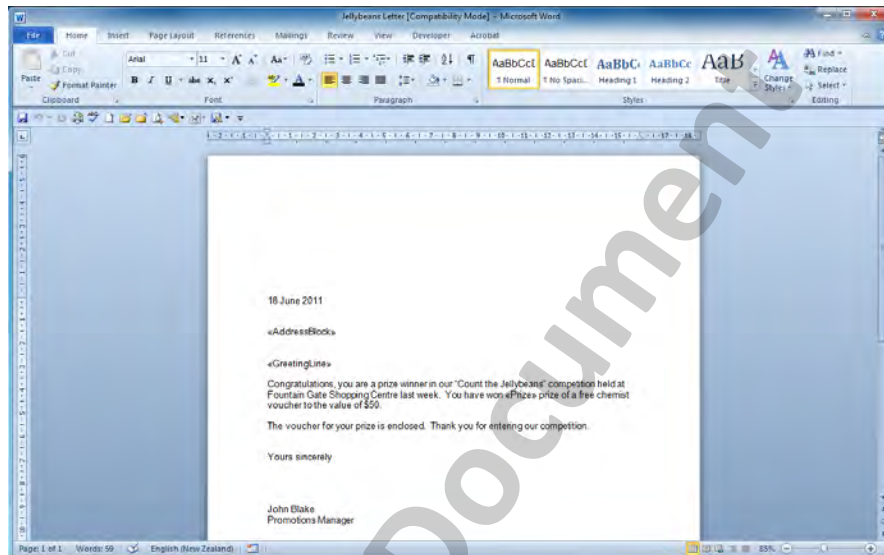 Jellybeans Letter [Compatibility Mode] - Microsoft Word
File Home Insert Page Layout References Mailings Review View Developer Acrobat
Cut
Copy
Format Painter
Paste
Clipboard
Arial 11
Font
Paragraph
AaBbCcI AaBbCcI AaBbC AaBbCc AaB
¶ Normal ¶ No Spaci... Heading 1 Heading 2 Title
Change Styles
Styles
Find
Replace
Select
Editing
18 June 2011
«AddressBlock»
«GreetingLine»
Congratulations, you are a prize winner in our "Count the Jellybeans" competition held at
Fountain Gate Shopping Centre last week. You have won «Prize» prize of a free chemist
voucher to the value of $50.
The voucher for your prize is enclosed. Thank you for entering our competition.
Yours sincerely
John Blake
Promotions Manager
Page: 1 of 1 Words: 59 English (New Zealand) 85%
Document